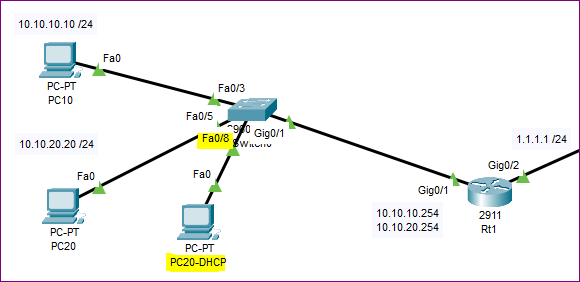 10.10.10.10 /24
Fa0
PC-PT
PC10
Fa0/3
Fa0/5
Fa0/8
Gig0/1
10.10.20.20 /24
Fa0
PC-PT
PC20
Fa0
PC-PT
PC20-DHCP
1.1.1.1 /24
Gig0/2
Gig0/1
10.10.10.254
10.10.20.254
2911
Rt1